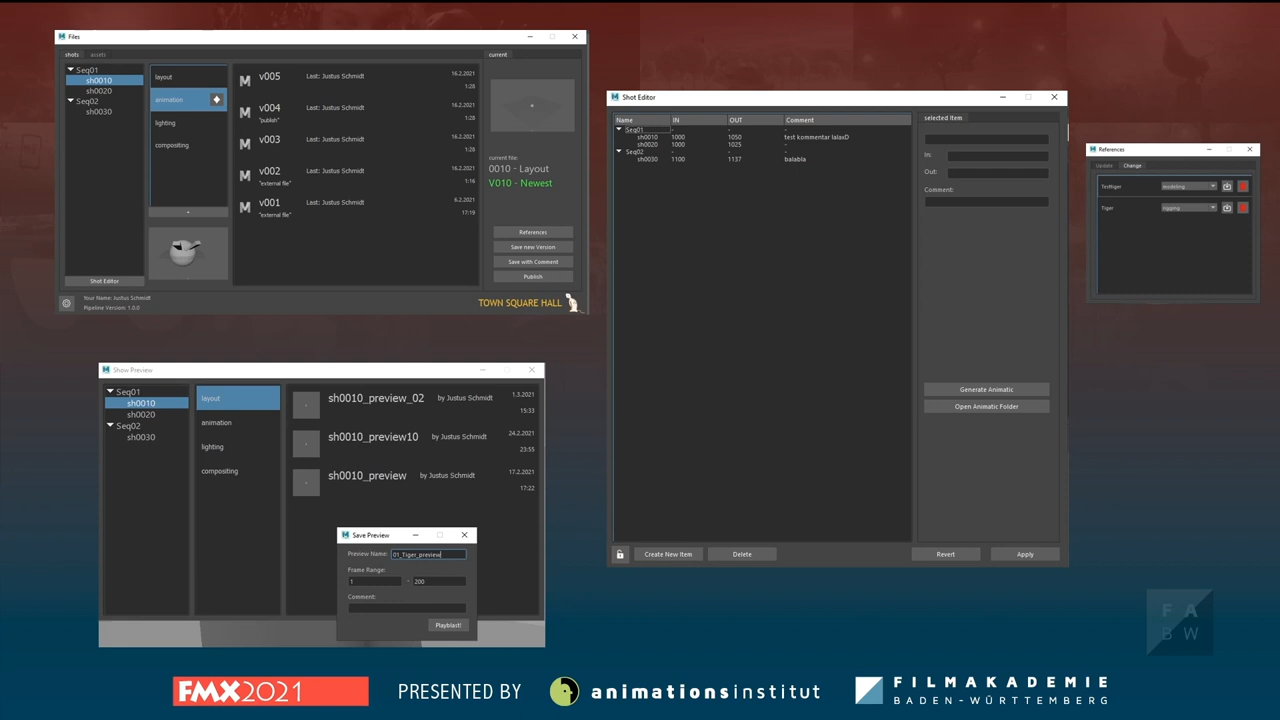 Files
shots assets
Seq01
sh0010
sh0020
Seq02
sh0030
Shot Editor
layout
animation
lighting
compositing
v005 Last: Justus Schmidt 16.2.2021 1:28
v004 Last: Justus Schmidt 16.2.2021
"publish" 1:28
v003 Last: Justus Schmidt 16.2.2021 1:28
v002 Last: Justus Schmidt 16.2.2021
"external file" 1:16
v001 Last: Justus Schmidt 6.2.2021
"external file" 17:19
current
current file:
0010 - Layout
V010 - Newest
References
Save new Version
Save with Comment
Publish
Your Name: Justus Schmidt
Pipeline Version: 1.0.0
TOWN SQUARE HALL
Shot Editor
Name IN OUT Comment
Seq01 - - -
sh0010 1000 1050 test kommentar lalaxD
sh0020 1000 1025 -
Seq02 - - -
sh0030 1100 1137 balabla
selected item
In:
Out:
Comment:
Generate Animatic
Open Animatic Folder
Create New Item Delete Revert Apply
References
Update Change
Testtiger modeling
Tiger rigging
Show Preview
Seq01
sh0010
sh0020
Seq02
sh0030
layout
animation
lighting
compositing
sh0010_preview_02 by Justus Schmidt 1.3.2021 15:33
sh0010_preview10 by Justus Schmidt 24.2.2021 23:55
sh0010_preview by Justus Schmidt 17.2.2021 17:22
Save Preview
Preview Name: 01_Tiger_preview
Frame Range:
1 - 200
Comment:
Playblast!
FA
BW
FMX2021 PRESENTED BY animationsinstitut FILMAKADEMIE
BADEN-WÜRTTEMBERG